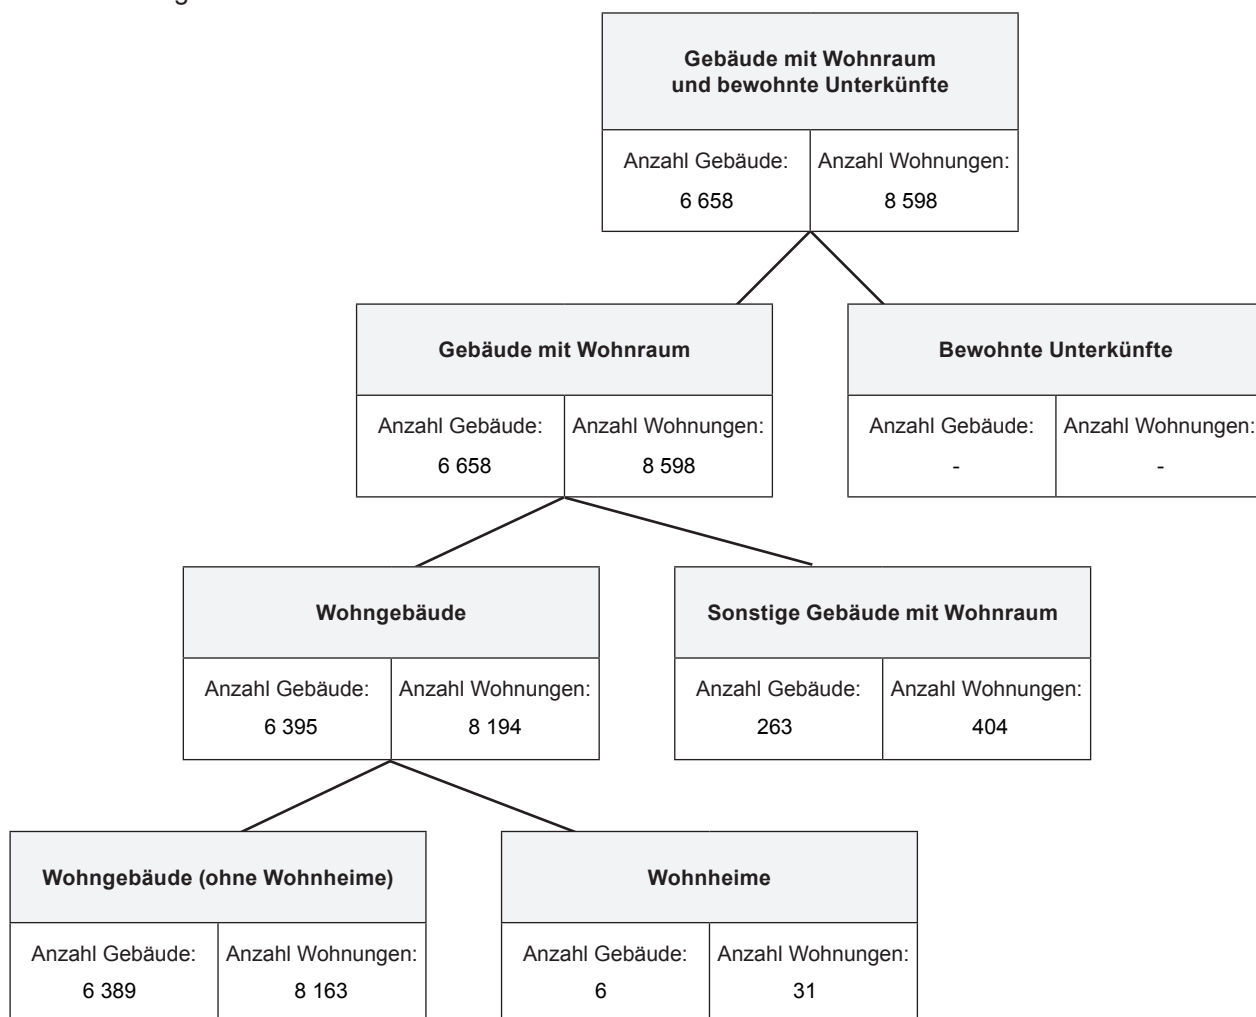 Gebäude mit Wohnraum
und bewohnte Unterkünfte
Anzahl Gebäude: Anzahl Wohnungen:
6 658 8 598
Gebäude mit Wohnraum Bewohnte Unterkünfte
Anzahl Gebäude: Anzahl Wohnungen: Anzahl Gebäude: Anzahl Wohnungen:
6 658 8 598 - -
Wohngebäude Sonstige Gebäude mit Wohnraum
Anzahl Gebäude: Anzahl Wohnungen: Anzahl Gebäude: Anzahl Wohnungen:
6 395 8 194 263 404
Wohngebäude (ohne Wohnheime) Wohnheime
Anzahl Gebäude: Anzahl Wohnungen: Anzahl Gebäude: Anzahl Wohnungen:
6 389 8 163 6 31